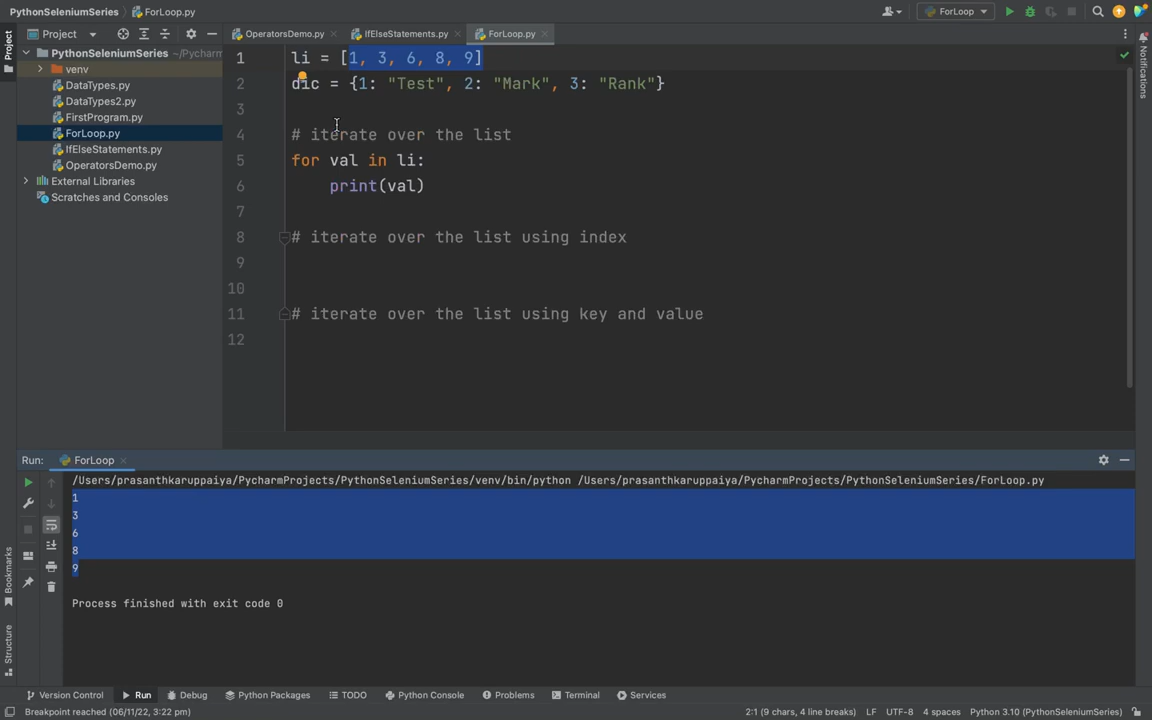 PythonSeleniumSeries
ForLoop.py
ForLoop
Project
OperatorsDemo.py
IfElseStatements.py
ForLoop.py
PythonSeleniumSeries ~/Pycharm
venv
DataTypes.py
DataTypes2.py
FirstProgram.py
ForLoop.py
IfElseStatements.py
OperatorsDemo.py
External Libraries
Scratches and Consoles
Project
Bookmarks
Structure
Notifications
1 li = [1, 3, 6, 8, 9]
2 dic = {1: "Test", 2: "Mark", 3: "Rank"}
3
4 # iterate over the list
5 for val in li:
6 print(val)
7
8 # iterate over the list using index
9
10
11 # iterate over the list using key and value
12
Run: ForLoop
/Users/prasanthkaruppaiya/PycharmProjects/PythonSeleniumSeries/venv/bin/python /Users/prasanthkaruppaiya/PycharmProjects/PythonSeleniumSeries/ForLoop.py
1
3
6
8
9
Process finished with exit code 0
Version Control Run Debug Python Packages TODO Python Console Problems Terminal Services
Breakpoint reached (06/11/22, 3:22 pm) 2:1 (9 chars, 4 line breaks) LF UTF-8 4 spaces Python 3.10 (PythonSeleniumSeries)